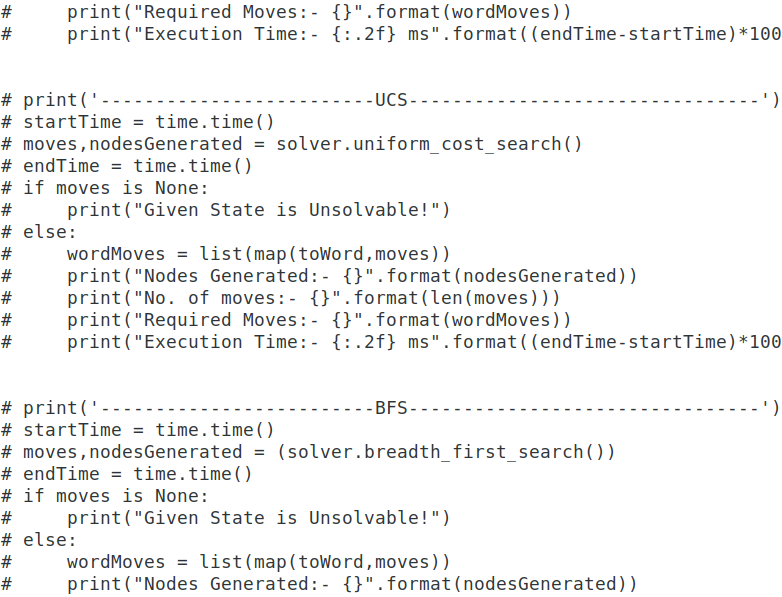 #     print("Required Moves:- {}".format(wordMoves))
#     print("Execution Time:- {:.2f} ms".format((endTime-startTime)*100
# print('-------------------------UCS--------------------------------')
# startTime = time.time()
# moves,nodesGenerated = solver.uniform_cost_search()
# endTime = time.time()
# if moves is None:
#     print("Given State is Unsolvable!")
# else:
#     wordMoves = list(map(toWord,moves))
#     print("Nodes Generated:- {}".format(nodesGenerated))
#     print("No. of moves:- {}".format(len(moves)))
#     print("Required Moves:- {}".format(wordMoves))
#     print("Execution Time:- {:.2f} ms".format((endTime-startTime)*100
# print('-------------------------BFS--------------------------------')
# startTime = time.time()
# moves,nodesGenerated = (solver.breadth_first_search())
# endTime = time.time()
# if moves is None:
#     print("Given State is Unsolvable!")
# else:
#     wordMoves = list(map(toWord,moves))
#     print("Nodes Generated:- {}".format(nodesGenerated))